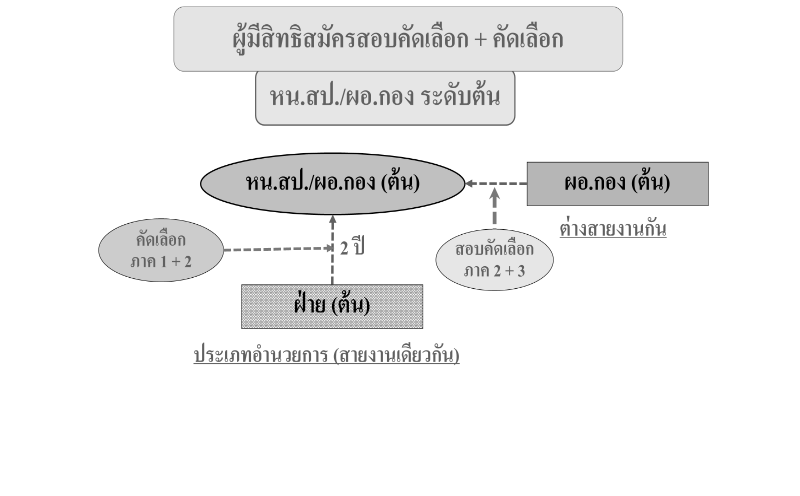 ผู้มีสิทธิสมัครสอบคัดเลือก + คัดเลือก
หน.สป./ผอ.กอง ระดับต้น
หน.สป./ผอ.กอง (ต้น)
ผอ.กอง (ต้น)
ต่างสายงานกัน
คัดเลือก
ภาค 1 + 2
2 ปี
สอบคัดเลือก
ภาค 2 + 3
ฝ่าย (ต้น)
ประเภทอำนวยการ (สายงานเดียวกัน)